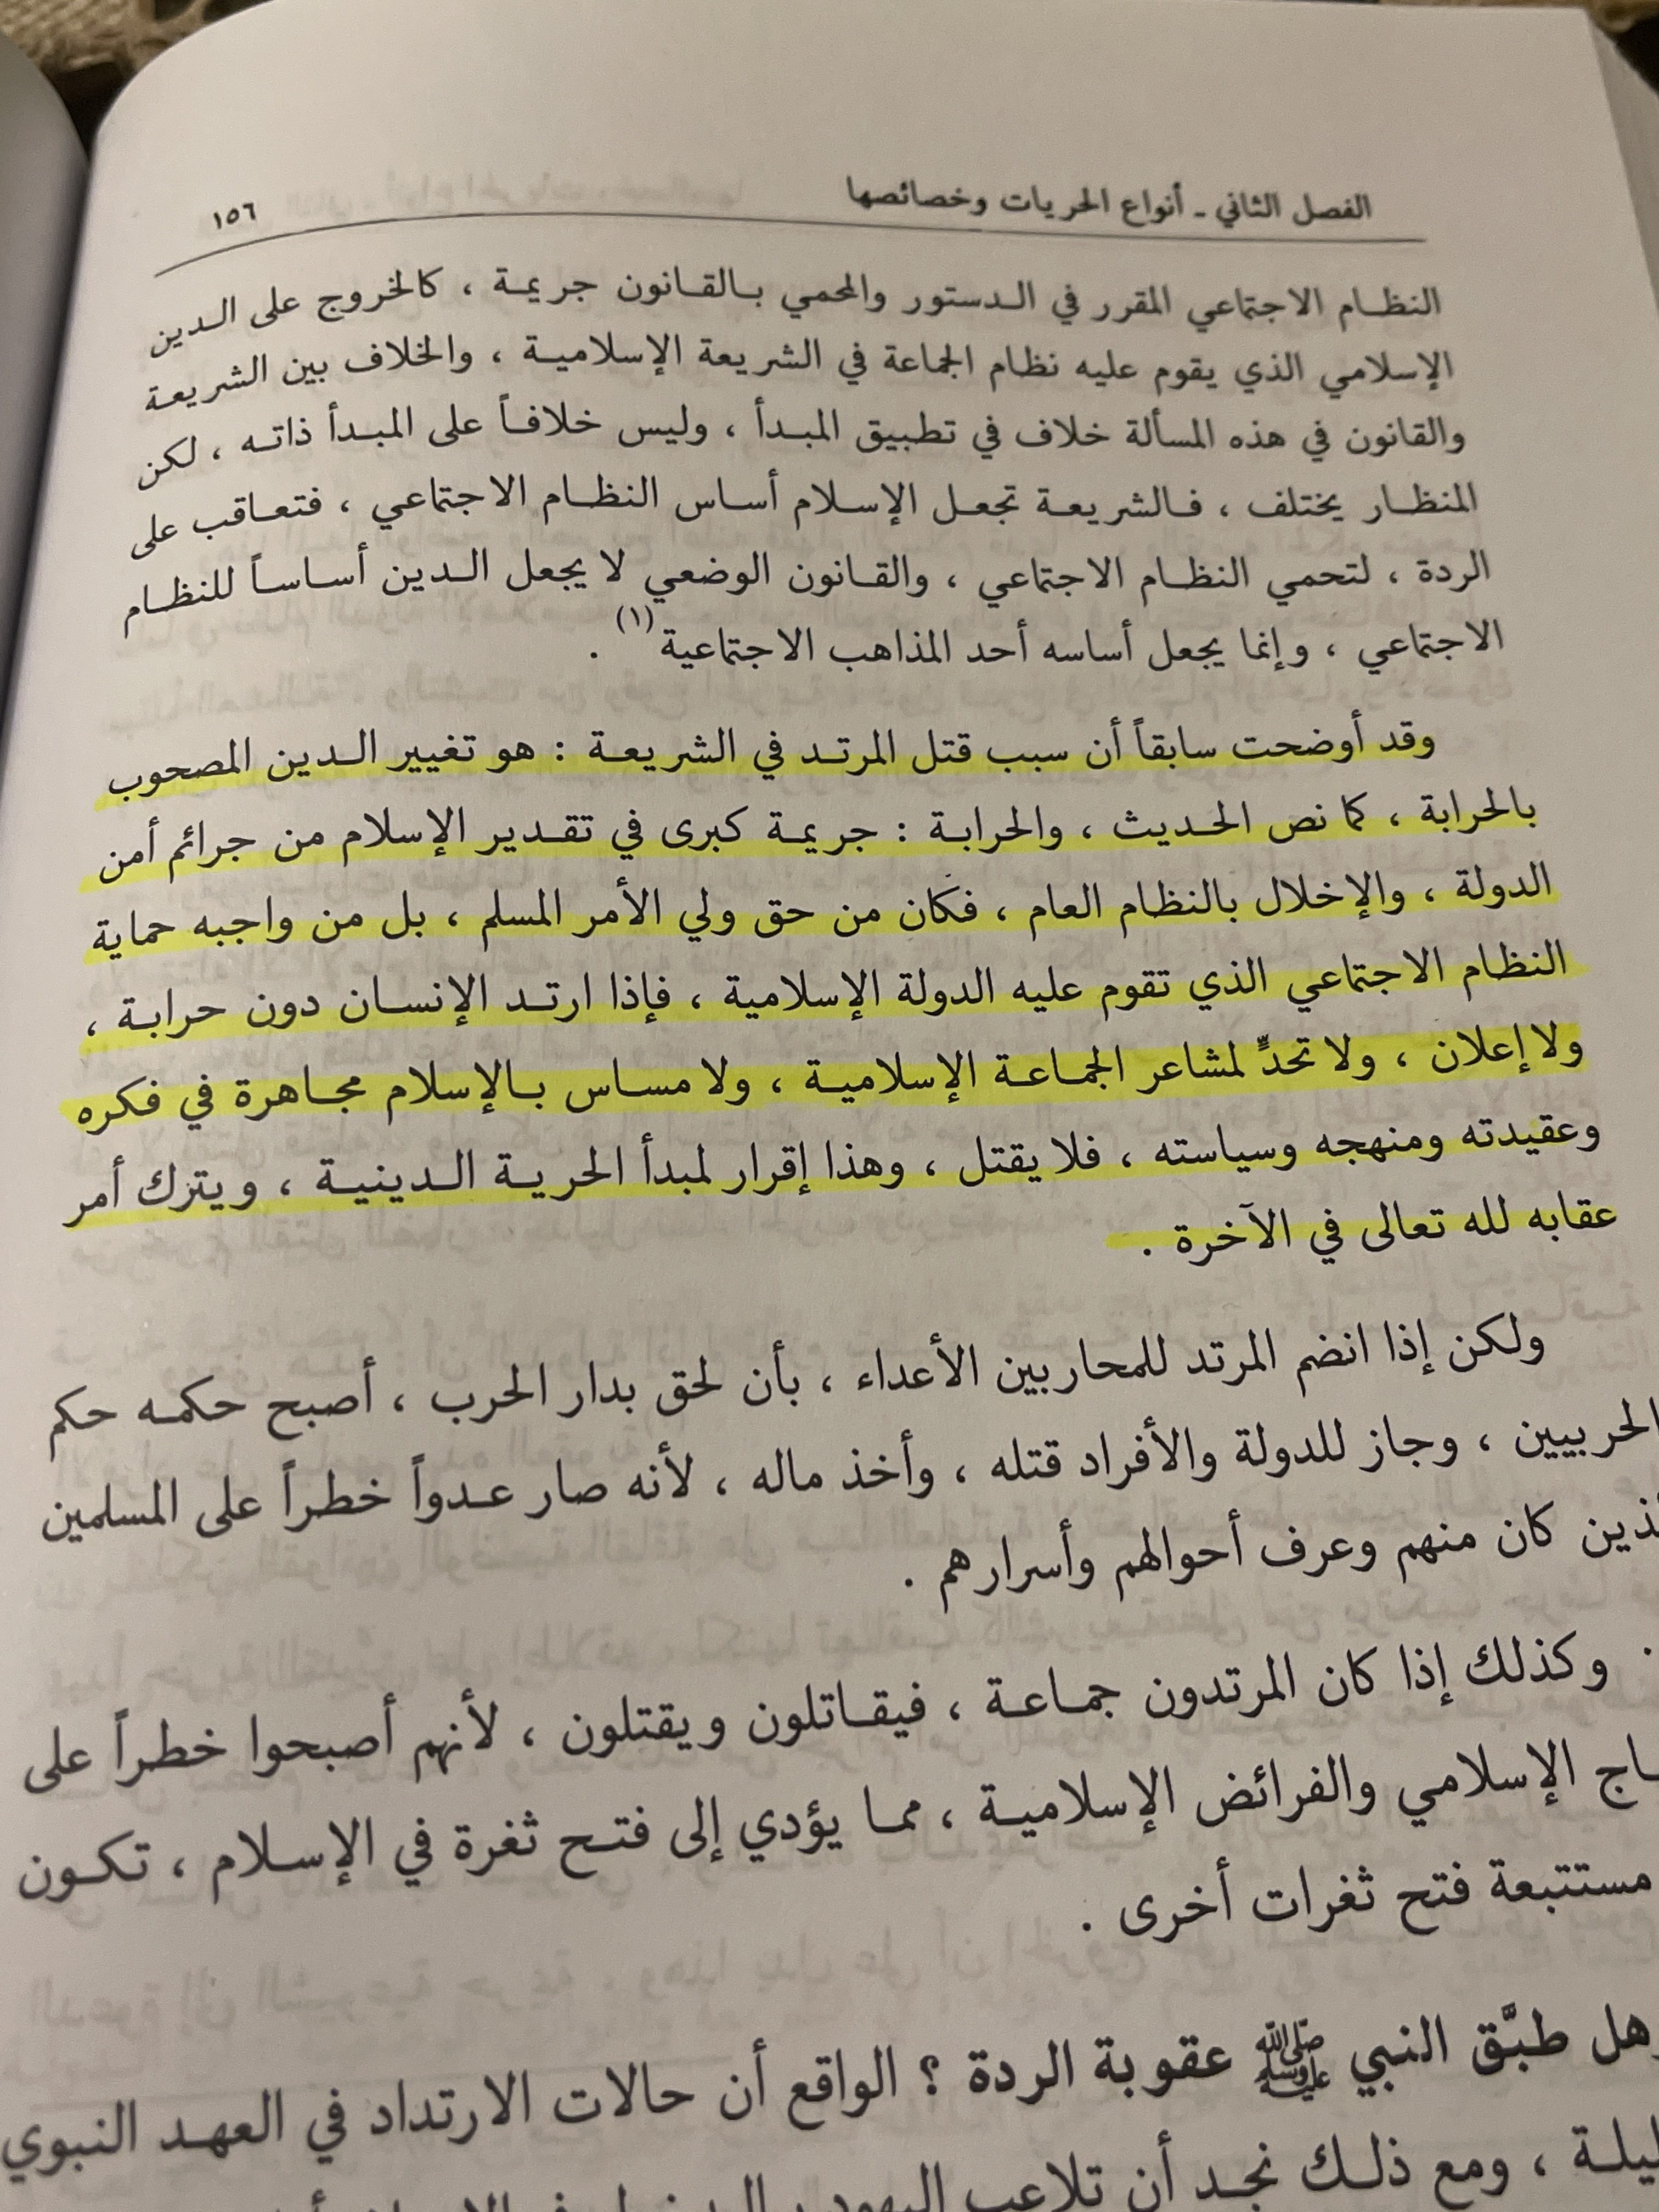 الفصل الثاني ـ أنواع الحريات وخصائصها ١٥٦
النظام الاجتماعي المقرر في الدستور والمحمي بالقانون جريمة ، كالخروج على الدين
الإسلامي الذي يقوم عليه نظام الجماعة في الشريعة الإسلامية ، والخلاف بين الشريعة
والقانون في هذه المسألة خلاف في تطبيق المبدأ ، وليس خلافاً على المبدأ ذاته ، لكن
المنظار يختلف ، فالشريعة تجعل الإسلام أساس النظام الاجتماعي ، فتعاقب على
الردة ، لتحمي النظام الاجتماعي ، والقانون الوضعي لا يجعل الدين أساساً للنظام
الاجتماعي ، وإنما يجعل أساسه أحد المذاهب الاجتماعية(١) .
وقد أوضحت سابقاً أن سبب قتل المرتد في الشريعة : هو تغيير الدين المصحوب
بالحرابة ، كما نص الحديث ، والحرابة : جريمة كبرى في تقدير الإسلام من جرائم أمن
الدولة ، والإخلال بالنظام العام ، فكان من حق ولي الأمر المسلم ، بل من واجبه حماية
النظام الاجتماعي الذي تقوم عليه الدولة الإسلامية ، فإذا ارتد الإنسان دون حرابة ،
ولا إعلان ، ولا تحدٍّ لمشاعر الجماعة الإسلامية ، ولا مساس بالإسلام مجاهرة في فكره
وعقيدته ومنهجه وسياسته ، فلا يقتل ، وهذا إقرار لمبدأ الحرية الدينية ، ويترك أمر
عقابه لله تعالى في الآخرة .
ولكن إذا انضم المرتد للمحاربين الأعداء ، بأن لحق بدار الحرب ، أصبح حكمه حكم
الحربيين ، وجاز للدولة والأفراد قتله ، وأخذ ماله ، لأنه صار عدواً خطراً على المسلمين
كان منهم وعرف أحوالهم وأسرارهم .
وكذلك إذا كان المرتدون جماعة ، فيقاتلون ويقتلون ، لأنهم أصبحوا خطراً على
الإسلامي والفرائض الإسلامية ، مما يؤدي إلى فتح ثغرة في الإسلام ، تكون
مستتبعة فتح ثغرات أخرى .
وهل طبَّق النبي ﷺ عقوبة الردة ؟ الواقع أن حالات الارتداد في العهد النبوي
، ومع ذلك نجد أن تلاعب اليهود